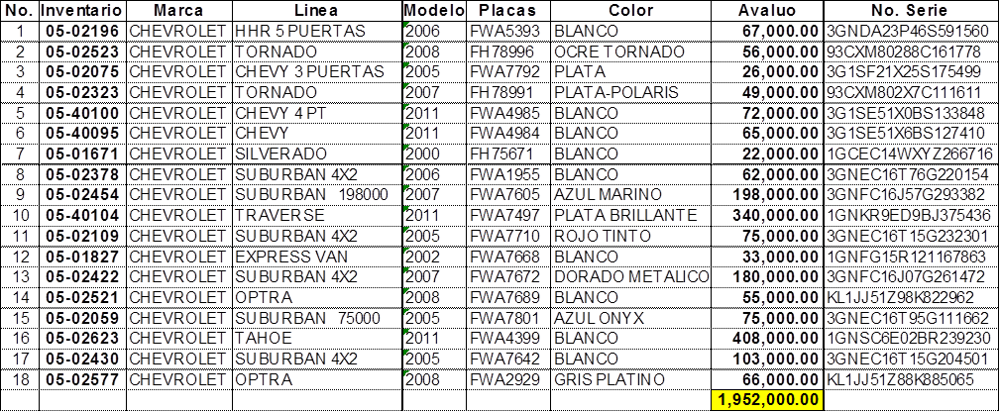 No. Inventario Marca Linea Modelo Placas Color Avaluo No. Serie
1 05-02196 CHEVROLET HHR 5 PUERTAS 2006 FWA5393 BLANCO 67,000.00 3GNDA23P46S591560
2 05-02523 CHEVROLET TORNADO 2008 FH78996 OCRE TORNADO 56,000.00 93CXM80288C161778
3 05-02075 CHEVROLET CHEVY 3 PUERTAS 2005 FWA7792 PLATA 26,000.00 3G1SF21X25S175499
4 05-02323 CHEVROLET TORNADO 2007 FH78991 PLATA-POLARIS 49,000.00 93CXM802X7C111611
5 05-40100 CHEVROLET CHEVY 4 PT 2011 FWA4985 BLANCO 72,000.00 3G1SE51X0BS133848
6 05-40095 CHEVROLET CHEVY 2011 FWA4984 BLANCO 65,000.00 3G1SE51X6BS127410
7 05-01671 CHEVROLET SILVERADO 2000 FH75671 BLANCO 22,000.00 1GCEC14WXYZ266716
8 05-02378 CHEVROLET SUBURBAN 4X2 2006 FWA1955 BLANCO 62,000.00 3GNEC16T76G220154
9 05-02454 CHEVROLET SUBURBAN 198000 2007 FWA7605 AZUL MARINO 198,000.00 3GNFC16J57G293382
10 05-40104 CHEVROLET TRAVERSE 2011 FWA7497 PLATA BRILLANTE 340,000.00 1GNKR9ED9BJ375436
11 05-02109 CHEVROLET SUBURBAN 4X2 2005 FWA7710 ROJO TINTO 75,000.00 3GNEC16T15G232301
12 05-01827 CHEVROLET EXPRESS VAN 2002 FWA7668 BLANCO 33,000.00 1GNFG15R121167863
13 05-02422 CHEVROLET SUBURBAN 4X2 2007 FWA7672 DORADO METALICO 180,000.00 3GNFC16J07G261472
14 05-02521 CHEVROLET OPTRA 2008 FWA7689 BLANCO 55,000.00 KL1JJ51Z98K822962
15 05-02059 CHEVROLET SUBURBAN 75000 2005 FWA7801 AZUL ONYX 75,000.00 3GNEC16T95G111662
16 05-02623 CHEVROLET TAHOE 2011 FWA4399 BLANCO 408,000.00 1GNSC6E02BR239230
17 05-02430 CHEVROLET SUBURBAN 4X2 2005 FWA7642 BLANCO 103,000.00 3GNEC16T15G204501
18 05-02577 CHEVROLET OPTRA 2008 FWA2929 GRIS PLATINO 66,000.00 KL1JJ51Z88K885065
1,952,000.00